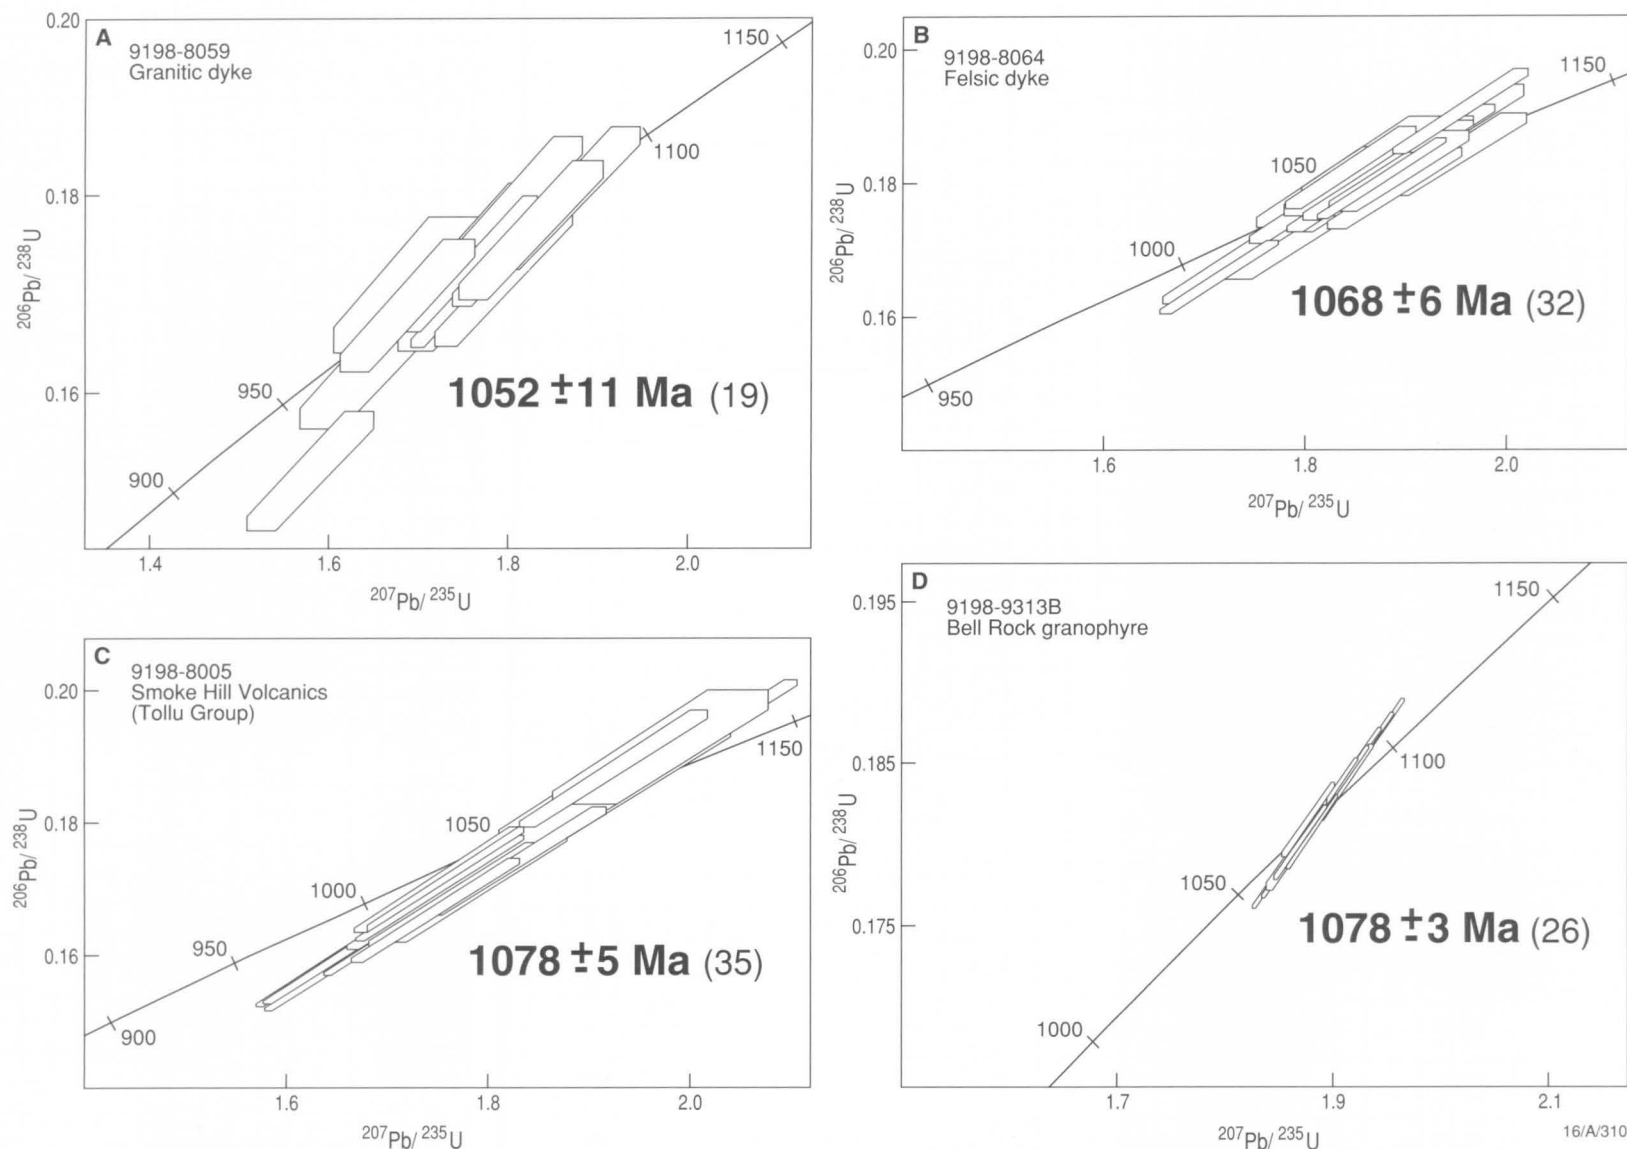 A
9198-8059
Granitic dyke
0.20
0.18
0.16
206Pb/ 238U
900
950
1100
1150
1052 ±11 Ma (19)
1.4 1.6 1.8 2.0
207Pb/ 235U
B
9198-8064
Felsic dyke
0.20
0.18
0.16
206Pb/ 238U
950
1000
1050
1150
1068 ±6 Ma (32)
1.6 1.8 2.0
207Pb/ 235U
C
9198-8005
Smoke Hill Volcanics
(Tollu Group)
0.20
0.18
0.16
206Pb/ 238U
900
950
1000
1050
1150
1078 ±5 Ma (35)
1.6 1.8 2.0
207Pb/ 235U
D
9198-9313B
Bell Rock granophyre
0.195
0.185
0.175
206Pb/ 238U
1000
1050
1100
1150
1078 ±3 Ma (26)
1.7 1.9 2.1
207Pb/ 235U
16/A/310